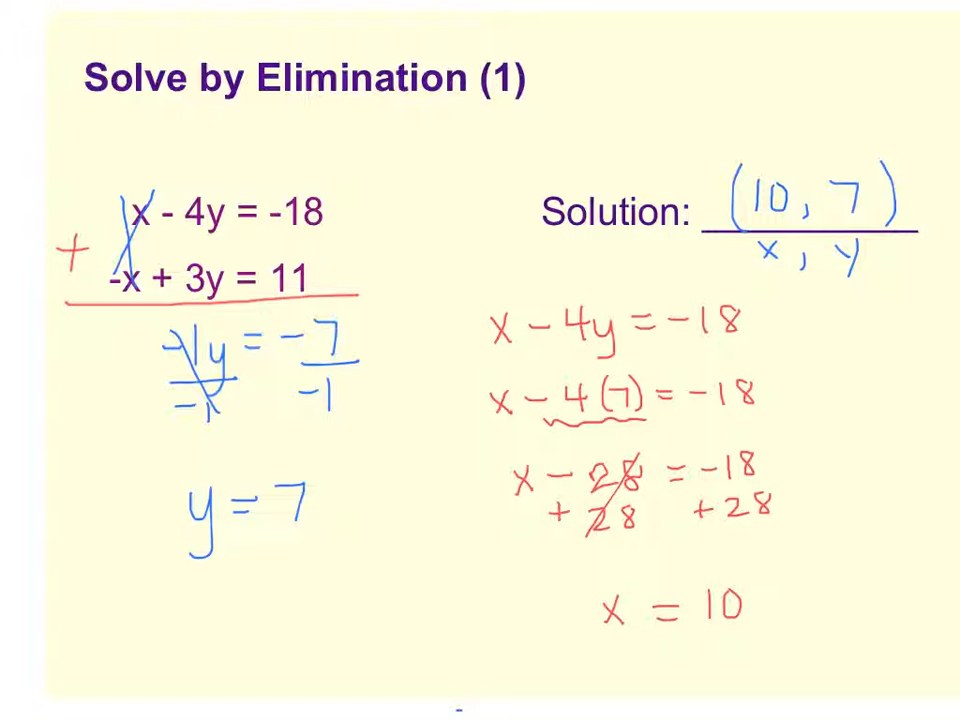 Solve by Elimination (1)
x - 4y = -18
+
-x + 3y = 11
-1y = -7
-1 -1
y = 7
Solution: (10, 7)
x, y
x - 4y = -18
x - 4(7) = -18
x - 28 = -18
+ 28 +28
x = 10